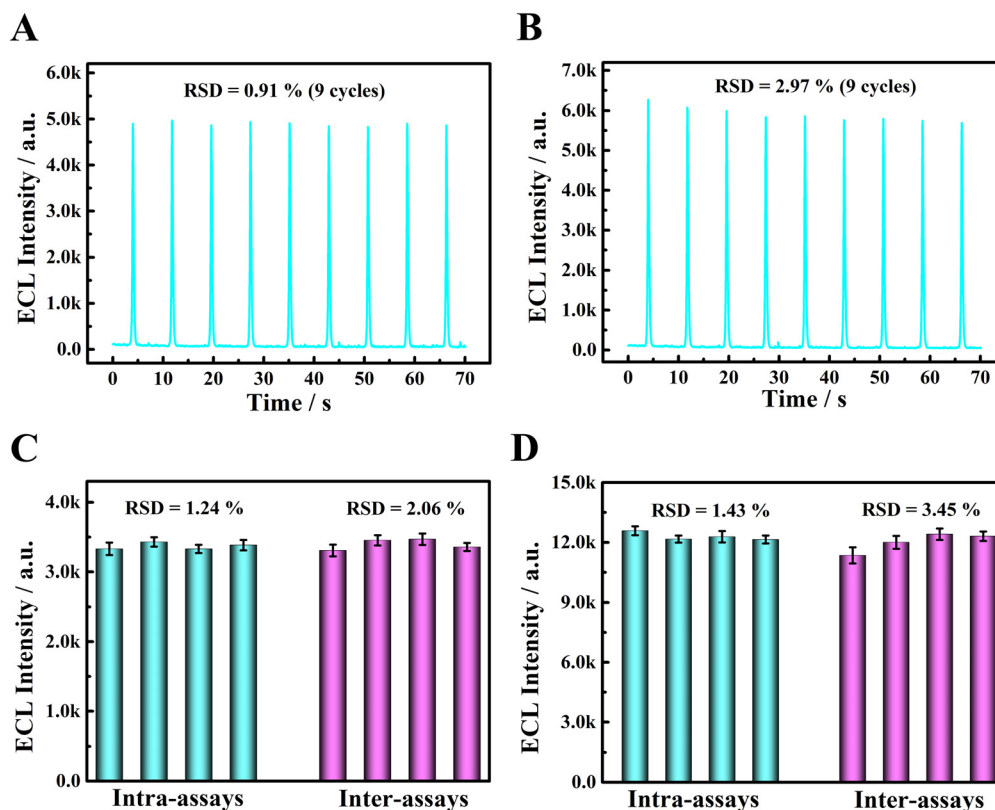 A
6.0k
5.0k
4.0k
3.0k
2.0k
1.0k
0.0
ECL Intensity / a.u.
RSD = 0.91 % (9 cycles)
0 10 20 30 40 50 60 70
Time / s
B
7.0k
6.0k
5.0k
4.0k
3.0k
2.0k
1.0k
0.0
ECL Intensity / a.u.
RSD = 2.97 % (9 cycles)
0 10 20 30 40 50 60 70
Time / s
C
4.0k
3.0k
2.0k
1.0k
0.0
ECL Intensity / a.u.
RSD = 1.24 %
RSD = 2.06 %
Intra-assays
Inter-assays
D
15.0k
12.0k
9.0k
6.0k
3.0k
0.0
ECL Intensity / a.u.
RSD = 1.43 %
RSD = 3.45 %
Intra-assays
Inter-assays